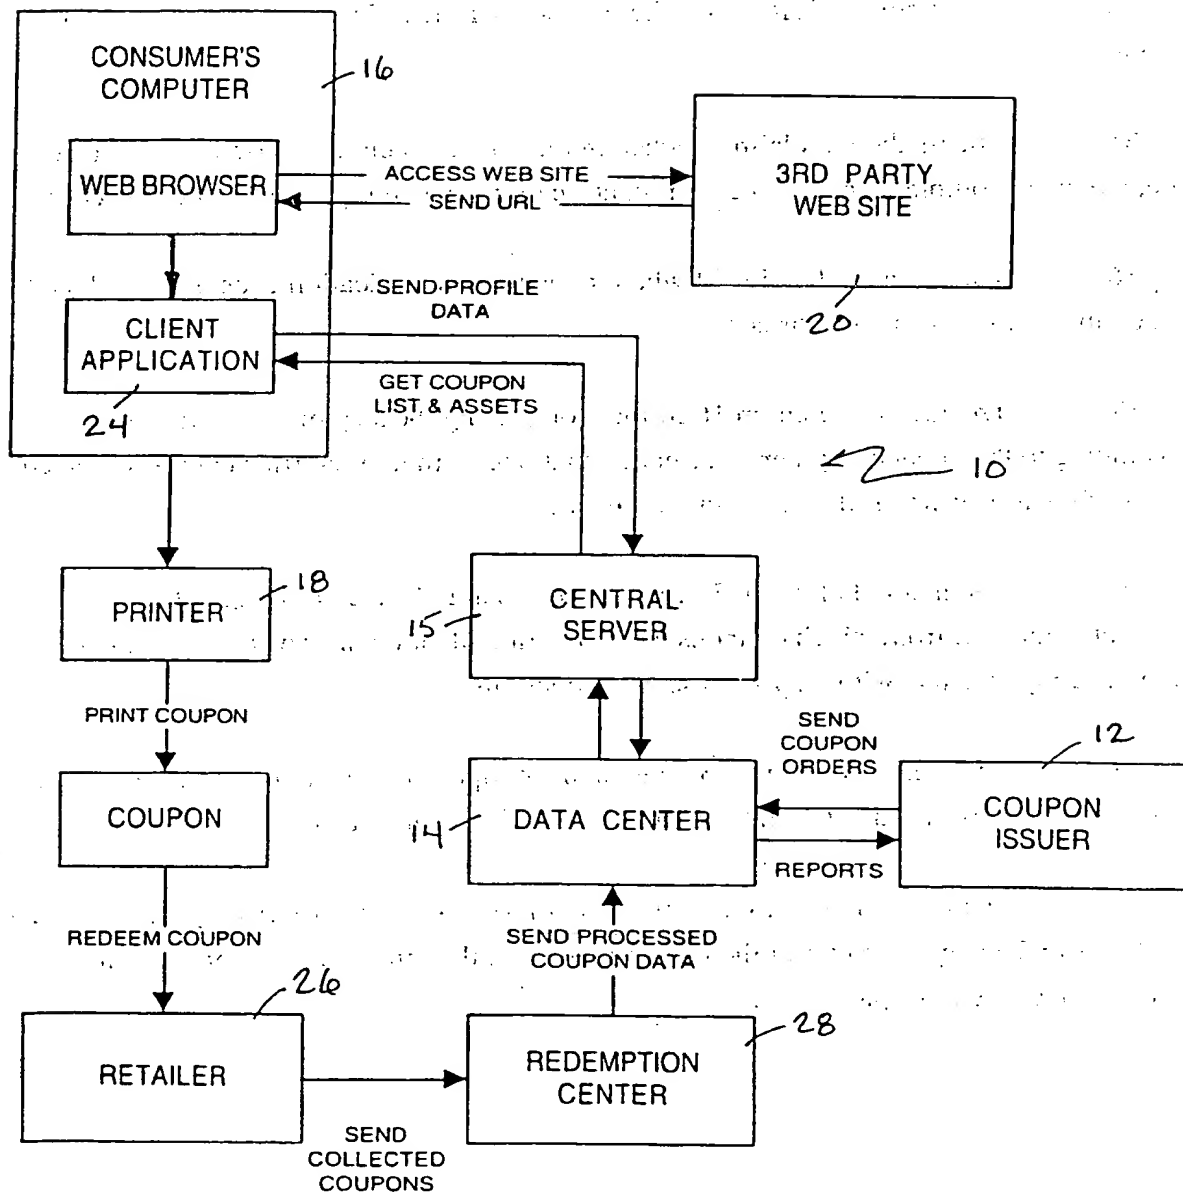 CONSUMER'S
COMPUTER
16
WEB BROWSER
ACCESS WEB SITE
SEND URL
3RD PARTY
WEB SITE
20
CLIENT
APPLICATION
24
SEND PROFILE
DATA
GET COUPON
LIST & ASSETS
10
PRINTER
18
CENTRAL
SERVER
15
PRINT COUPON
COUPON
SEND
COUPON
ORDERS
12
DATA CENTER
14
COUPON
ISSUER
REPORTS
REDEEM COUPON
SEND PROCESSED
COUPON DATA
26
RETAILER
28
REDEMPTION
CENTER
SEND
COLLECTED
COUPONS